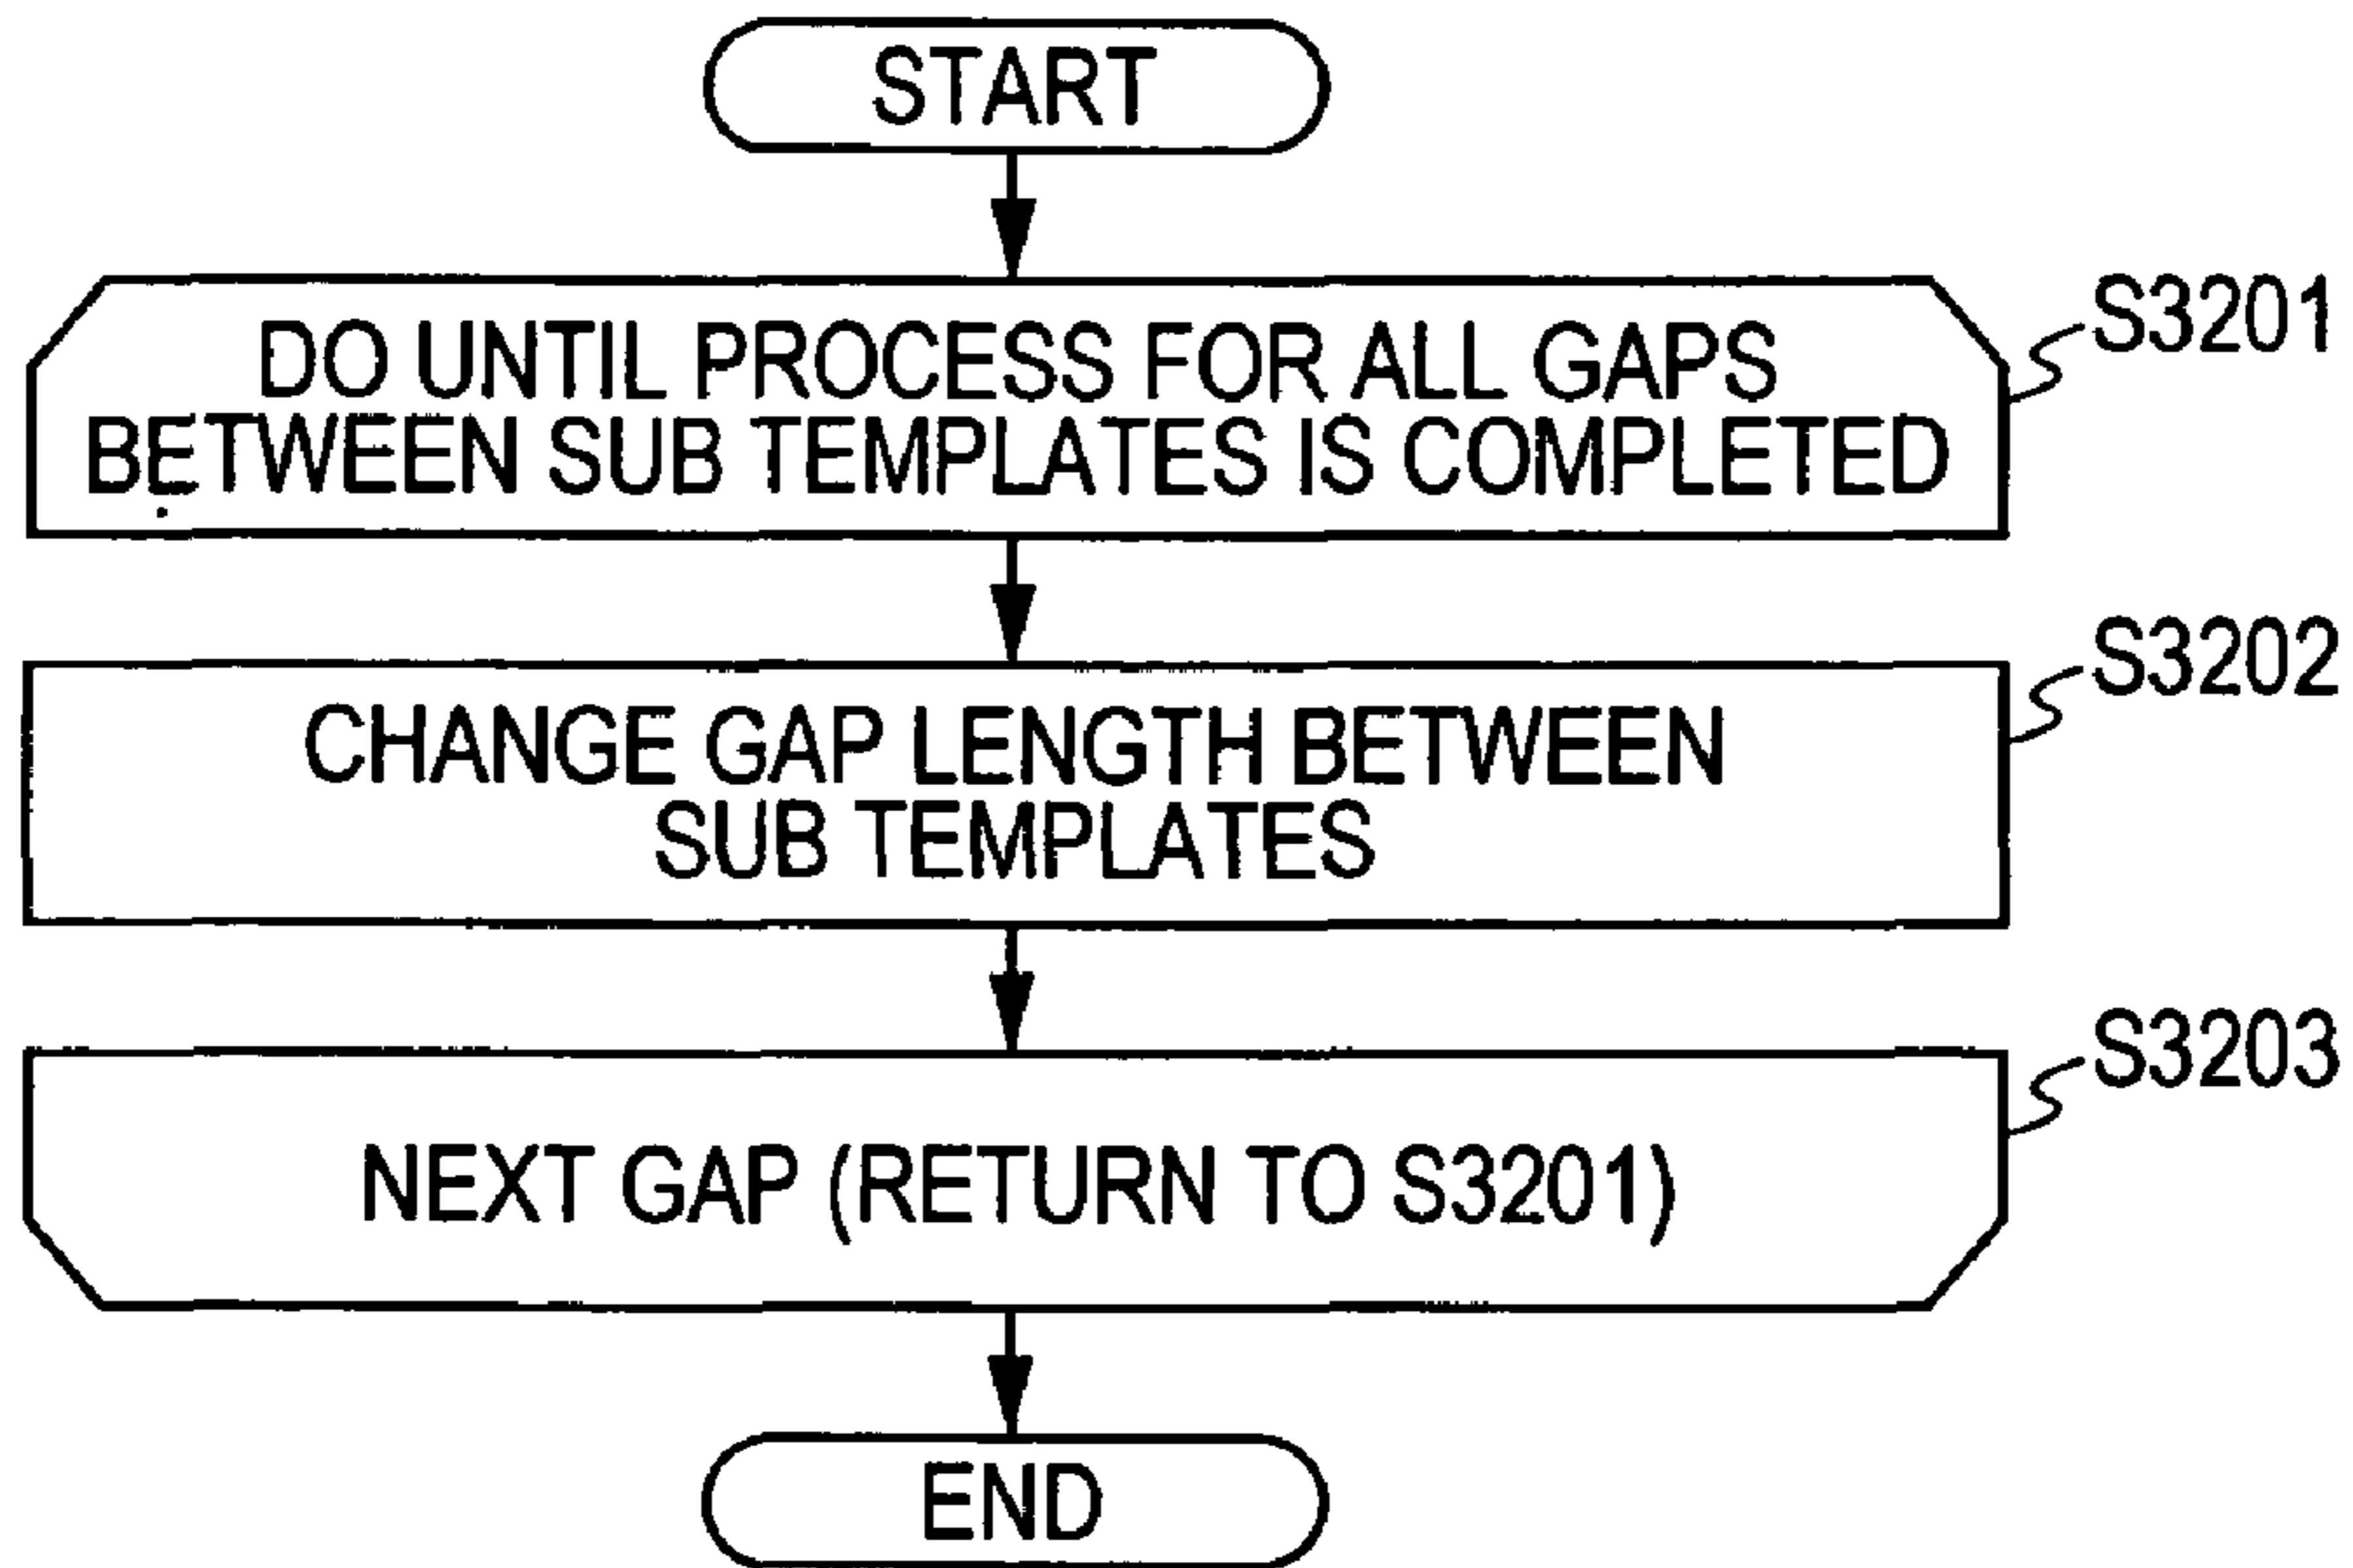 START
DO UNTIL PROCESS FOR ALL GAPS
BETWEEN SUB TEMPLATES IS COMPLETED
S3201
CHANGE GAP LENGTH BETWEEN
SUB TEMPLATES
S3202
NEXT GAP (RETURN TO S3201)
S3203
END